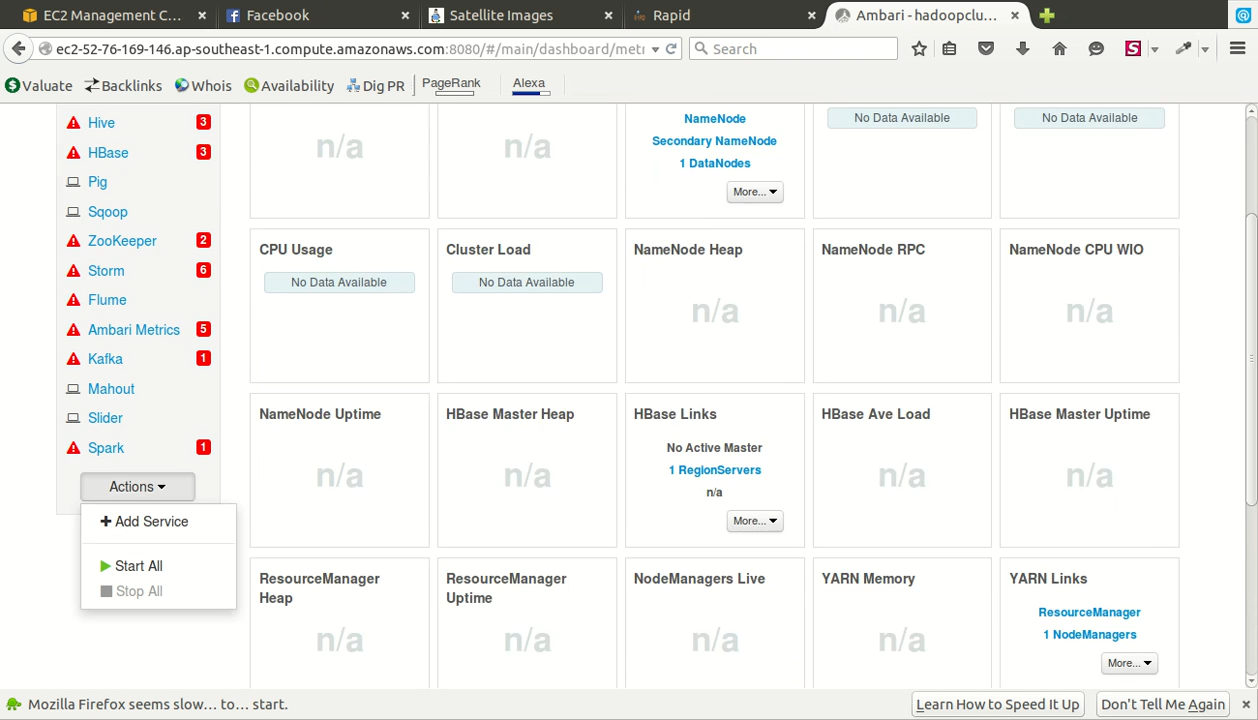 EC2 Management C...
Facebook
Satellite Images
Rapid
Ambari - hadoopclu...
ec2-52-76-169-146.ap-southeast-1.compute.amazonaws.com:8080/#/main/dashboard/metr
Search
Valuate
Backlinks
Whois
Availability
Dig PR
PageRank
Alexa
Hive 3
HBase 3
Pig
Sqoop
ZooKeeper 2
Storm 6
Flume
Ambari Metrics 5
Kafka 1
Mahout
Slider
Spark 1
Actions
Add Service
Start All
Stop All
n/a
n/a
NameNode
Secondary NameNode
1 DataNodes
More...
No Data Available
No Data Available
CPU Usage
No Data Available
Cluster Load
No Data Available
NameNode Heap
n/a
NameNode RPC
n/a
NameNode CPU WIO
n/a
NameNode Uptime
n/a
HBase Master Heap
n/a
HBase Links
No Active Master
1 RegionServers
n/a
More...
HBase Ave Load
n/a
HBase Master Uptime
n/a
ResourceManager
Heap
n/a
ResourceManager
Uptime
n/a
NodeManagers Live
n/a
YARN Memory
n/a
YARN Links
ResourceManager
1 NodeManagers
More...
Mozilla Firefox seems slow... to... start.
Learn How to Speed It Up
Don't Tell Me Again